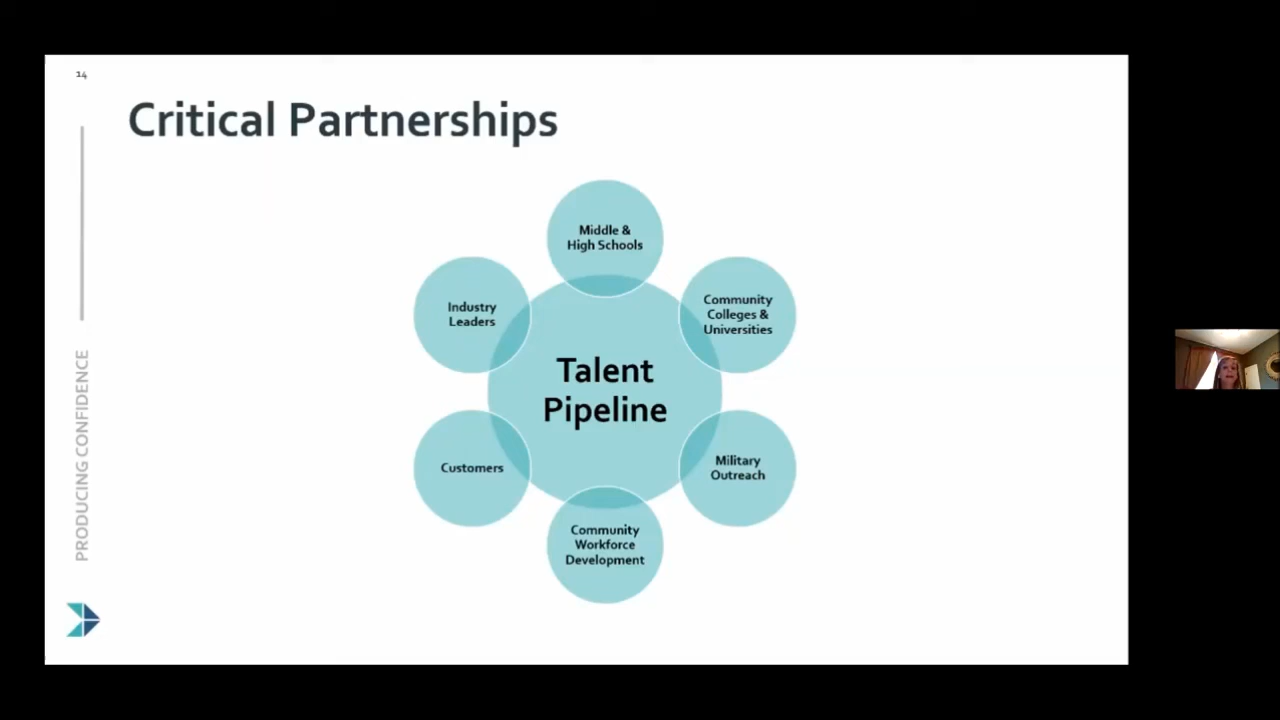 14
Critical Partnerships
Middle &
High Schools
Community
Colleges &
Universities
Military
Outreach
Community
Workforce
Development
Customers
Industry
Leaders
Talent
Pipeline
PRODUCING CONFIDENCE